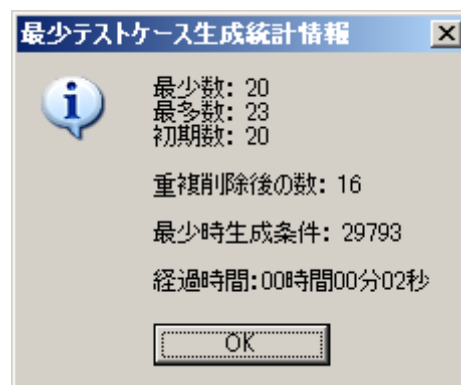 最少テストケース生成統計情報
最少数: 20
最多数: 23
初期数: 20
重複削除後の数: 16
最少時生成条件: 29793
経過時間:00時間00分02秒
OK